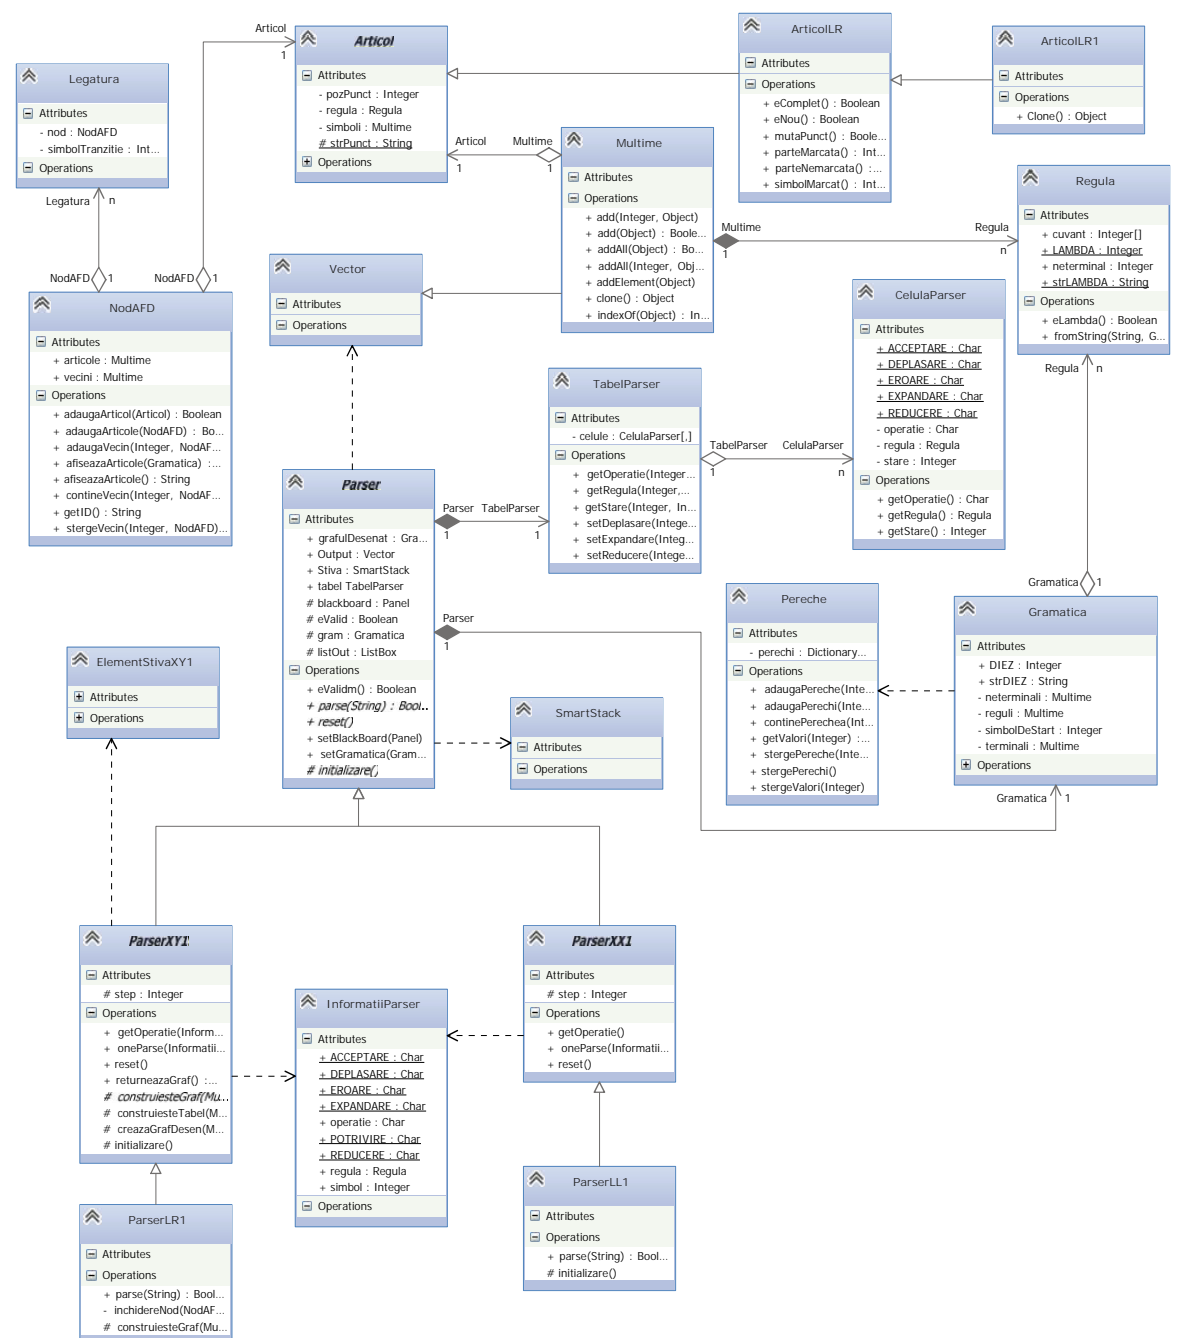 Articol
1
Articol
Attributes
- pozPunct : Integer
- regula : Regula
- simboli : Multime
# strPunct : String
Operations
ArticolLR
Attributes
Operations
+ eComplet() : Boolean
+ eNou() : Boolean
+ mutaPunct() : Boole...
+ parteMarcata() : Int...
+ parteNemarcata() :...
+ simbolMarcat() : Int...
ArticolLR1
Attributes
Operations
+ Clone() : Object
Legatura
Attributes
- nod : NodAFD
- simbolTranzitie : Int...
Operations
Legatura
n
NodAFD
1
NodAFD
1
Articol
1
Multime
1
Multime
Attributes
Operations
+ add(Integer, Object)
+ add(Object) : Boole...
+ addAll(Object) : Bo...
+ addAll(Integer, Obj...
+ addElement(Object)
+ clone() : Object
+ indexOf(Object) : In...
Multime
1
Regula
n
Regula
Attributes
+ cuvant : Integer[]
+ LAMBDA : Integer
+ neterminal : Integer
+ strLAMBDA : String
Operations
+ eLambda() : Boolean
+ fromString(String, G...
Regula
n
Vector
Attributes
Operations
NodAFD
Attributes
+ articole : Multime
+ vecini : Multime
Operations
+ adaugaArticol(Articol) : Boolean
+ adaugaArticole(NodAFD) : Bo...
+ adaugaVecin(Integer, NodAF...
+ afiseazaArticole(Gramatica) :...
+ afiseazaArticole() : String
+ contineVecin(Integer, NodAF...
+ getID() : String
+ stergeVecin(Integer, NodAFD)...
CelulaParser
Attributes
+ ACCEPTARE : Char
+ DEPLASARE : Char
+ EROARE : Char
+ EXPANDARE : Char
+ REDUCERE : Char
- operatie : Char
- regula : Regula
- stare : Integer
Operations
+ getOperatie() : Char
+ getRegula() : Regula
+ getStare() : Integer
TabelParser
Attributes
- celule : CelulaParser[,]
Operations
+ getOperatie(Integer...
+ getRegula(Integer,...
+ getStare(Integer, In...
+ setDeplasare(Intege...
+ setExpandare(Integ...
+ setReducere(Intege...
TabelParser
1
CelulaParser
n
Parser
Attributes
+ grafulDesenat : Gra...
+ Output : Vector
+ Stiva : SmartStack
+ tabel TabelParser
# blackboard : Panel
# eValid : Boolean
# gram : Gramatica
# listOut : ListBox
Operations
+ eValidm() : Boolean
+ parse(String) : Bool...
+ reset()
+ setBlackBoard(Panel)
+ setGramatica(Gram...
# initializare()
Parser
1
TabelParser
1
Parser
1
Pereche
Attributes
- perechi : Dictionary...
Operations
+ adaugaPereche(Inte...
+ adaugaPerechi(Inte...
+ continePerechea(Int...
+ getValori(Integer) :...
+ stergePereche(Inte...
+ stergePerechi()
+ stergeValori(Integer)
Gramatica
1
Gramatica
Attributes
+ DIEZ : Integer
+ strDIEZ : String
- neterminali : Multime
- reguli : Multime
- simbolDeStart : Integer
- terminali : Multime
Operations
Gramatica
1
ElementStivaXY1
Attributes
Operations
SmartStack
Attributes
Operations
ParserXY1
Attributes
# step : Integer
Operations
+ getOperatie(Inform...
+ oneParse(Informatii...
+ reset()
+ returneazaGraf() :...
# construiesteGraf(Mu...
# construiesteTabel(M...
# creazaGrafDesen(M...
# initializare()
InformatiiParser
Attributes
+ ACCEPTARE : Char
+ DEPLASARE : Char
+ EROARE : Char
+ EXPANDARE : Char
+ operatie : Char
+ POTRIVIRE : Char
+ REDUCERE : Char
+ regula : Regula
+ simbol : Integer
Operations
ParserXX1
Attributes
# step : Integer
Operations
+ getOperatie()
+ oneParse(Informatii...
+ reset()
ParserLL1
Attributes
Operations
+ parse(String) : Bool...
# initializare()
ParserLR1
Attributes
Operations
+ parse(String) : Bool...
- inchidereNod(NodAF...
# construiesteGraf(Mu...